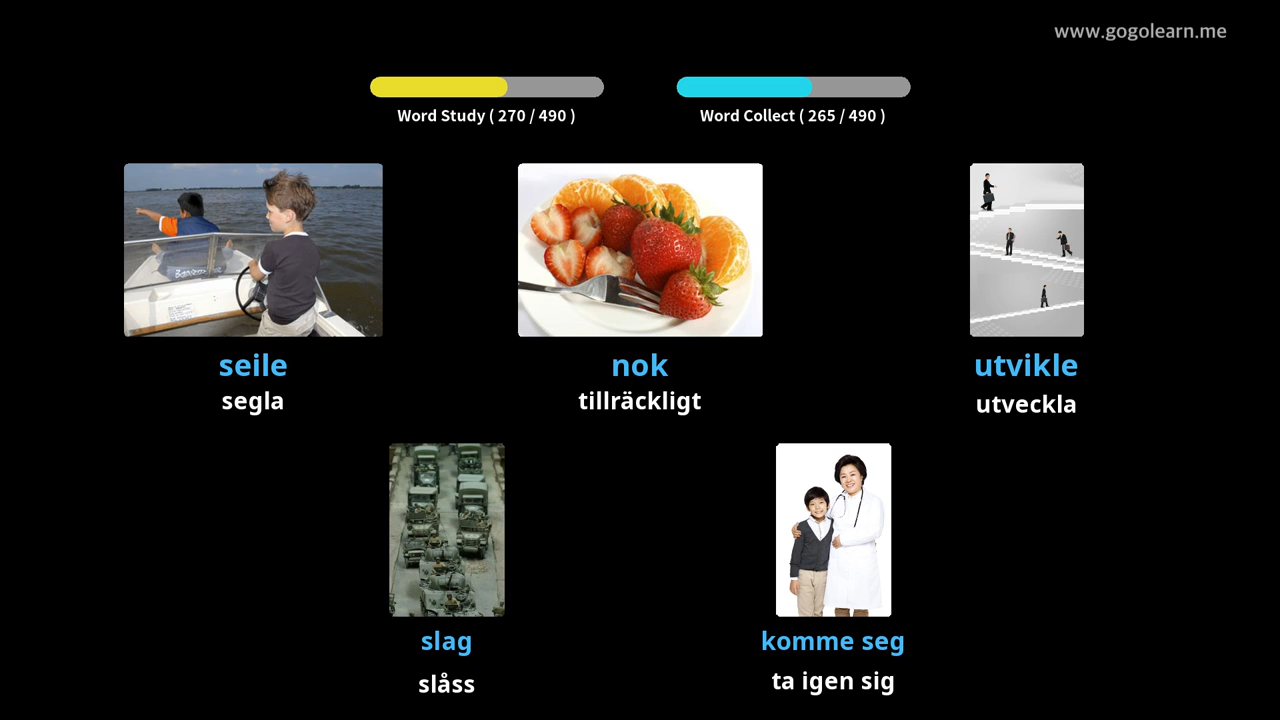 www.gogolearn.me
Word Study ( 270 / 490 )
Word Collect ( 265 / 490 )
seile
segla
nok
tillräckligt
utvikle
utveckla
slag
slåss
komme seg
ta igen sig